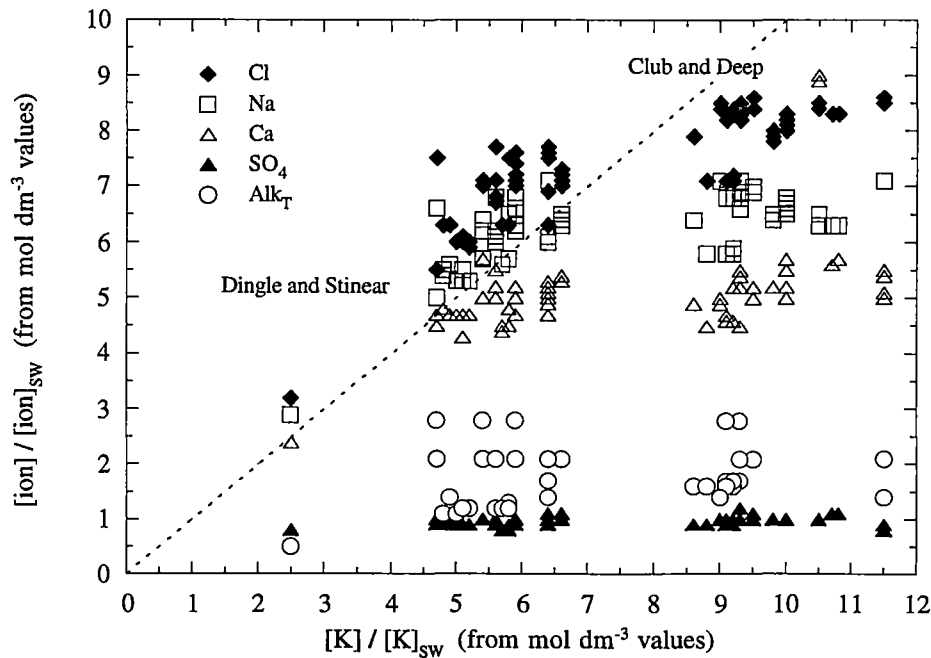 10
9
8
7
6
5
4
3
2
1
0
[ion] / [ion]SW (from mol dm-3 values)
Cl
Na
Ca
SO4
AlkT
Club and Deep
Dingle and Stinear
0 1 2 3 4 5 6 7 8 9 10 11 12
[K] / [K]SW (from mol dm-3 values)